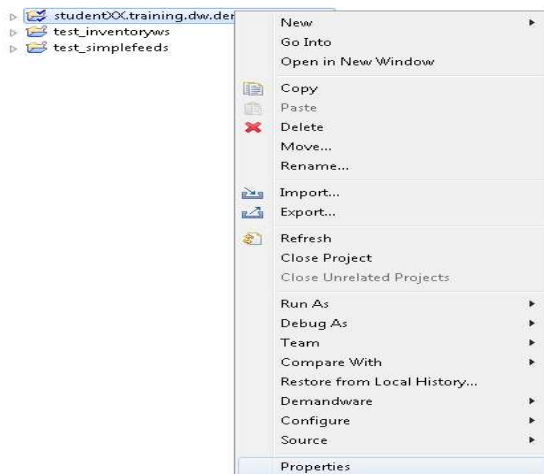 studentXX.training.dw.der
test_inventoryws
test_simplefeeds
New
Go Into
Open in New Window
Copy
Paste
Delete
Move...
Rename...
Import...
Export...
Refresh
Close Project
Close Unrelated Projects
Run As
Debug As
Team
Compare With
Restore from Local History...
Demandware
Configure
Source
Properties